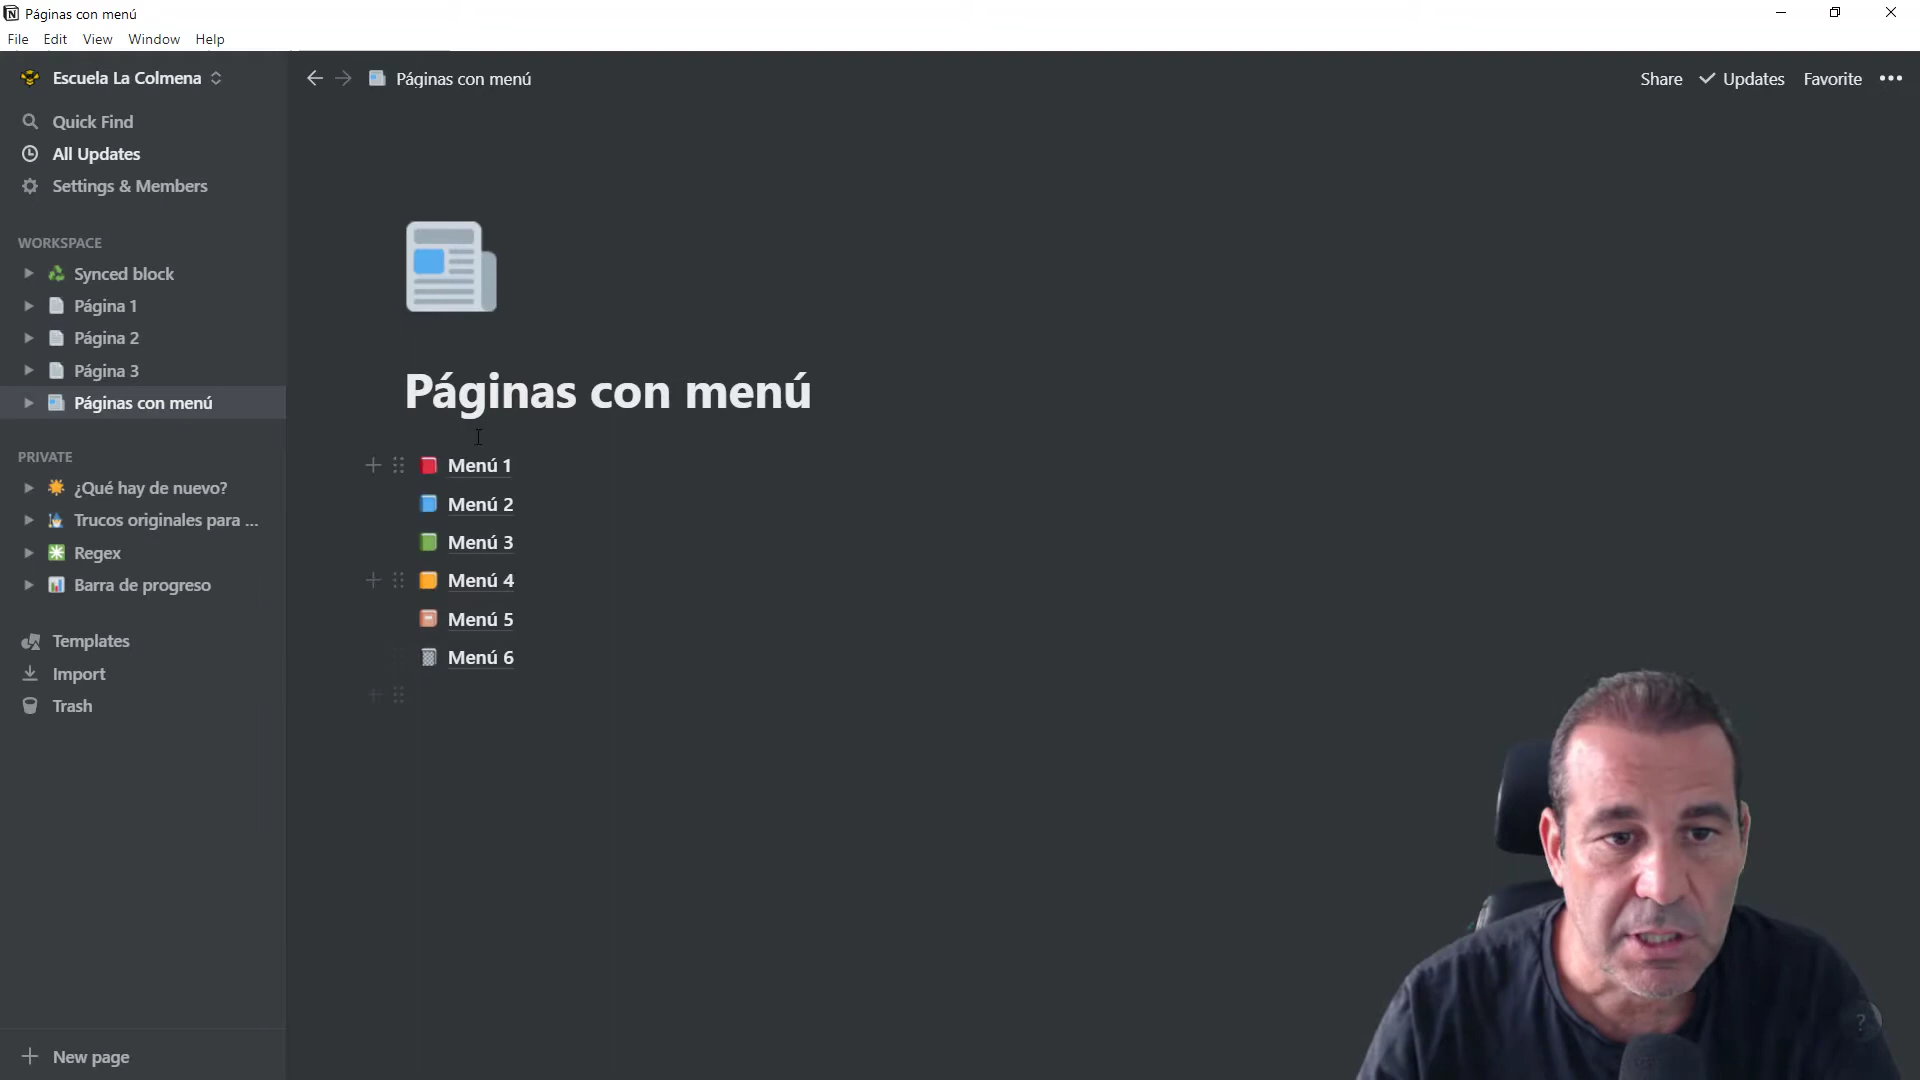 Páginas con menú
File Edit View Window Help
Escuela La Colmena
Páginas con menú
Share Updates Favorite
Quick Find
All Updates
Settings & Members
WORKSPACE
Synced block
Página 1
Página 2
Página 3
Páginas con menú
PRIVATE
¿Qué hay de nuevo?
Trucos originales para ...
Regex
Barra de progreso
Templates
Import
Trash
New page
Páginas con menú
Menú 1
Menú 2
Menú 3
Menú 4
Menú 5
Menú 6
?